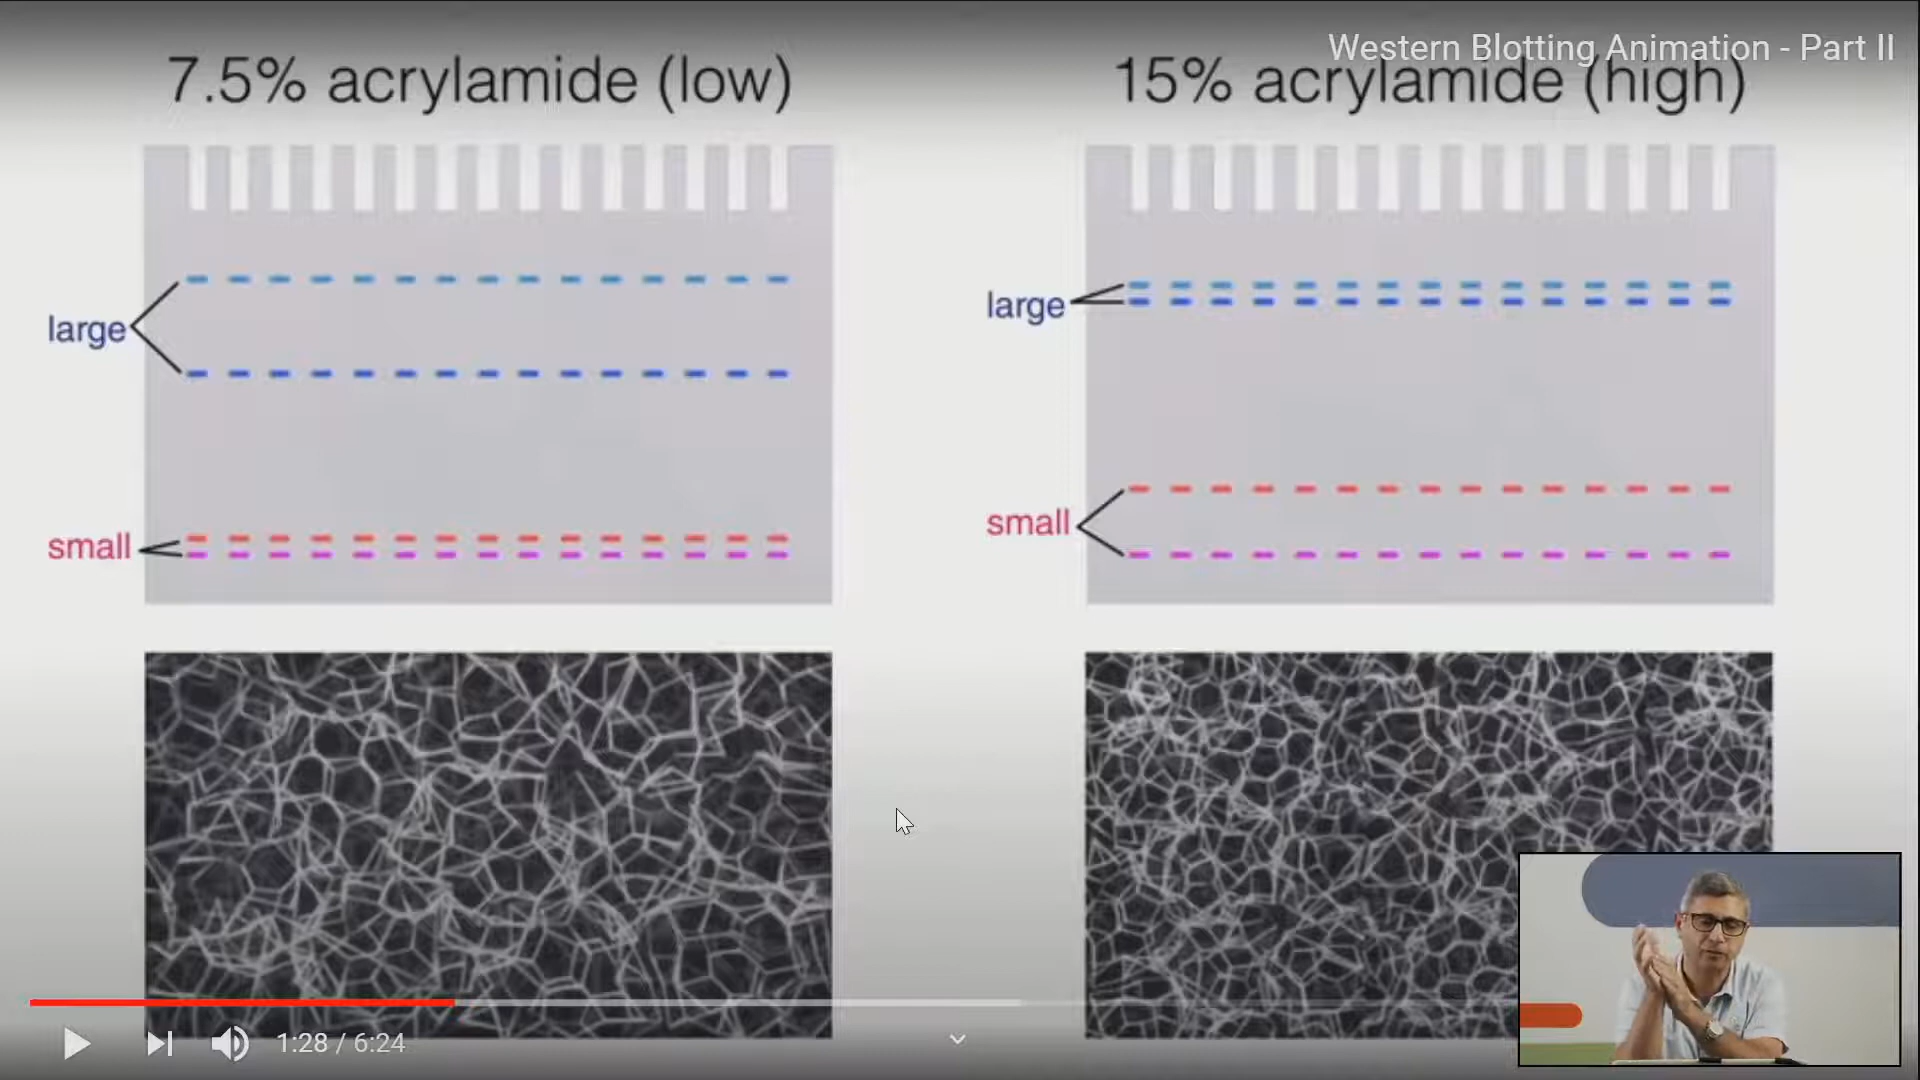 Western Blotting Animation - Part II
7.5% acrylamide (low)
15% acrylamide (high)
large
small
large
small
1:28 / 6:24